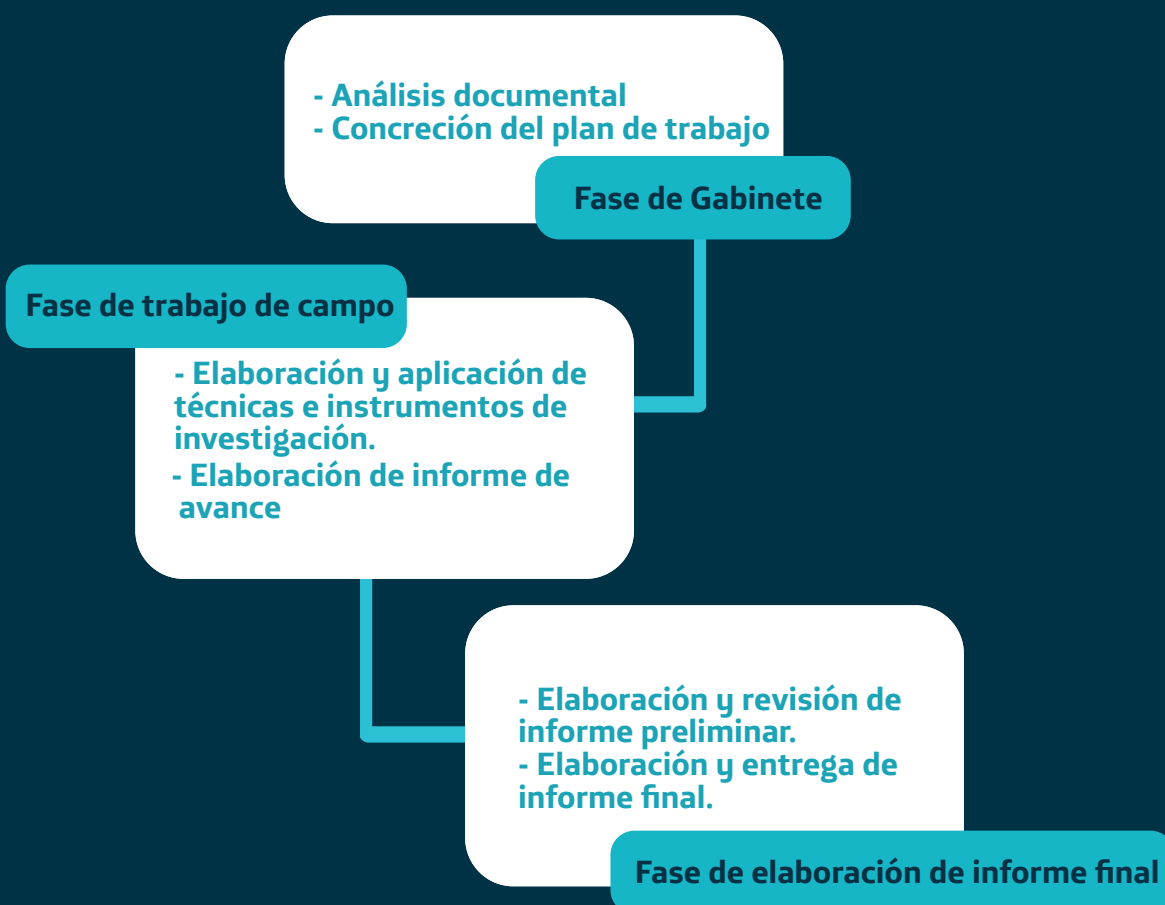 - Análisis documental
- Concreción del plan de trabajo
Fase de Gabinete
Fase de trabajo de campo
- Elaboración y aplicación de
técnicas e instrumentos de
investigación.
- Elaboración de informe de
avance
- Elaboración y revisión de
informe preliminar.
- Elaboración y entrega de
informe final.
Fase de elaboración de informe final